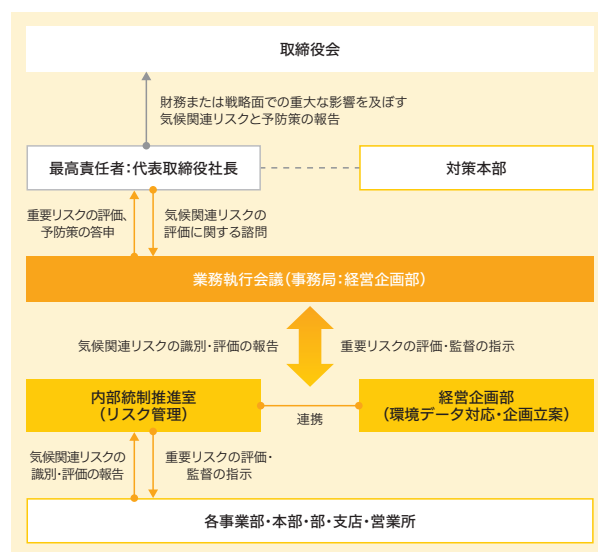 取締役会
財務または戦略面での重大な影響を及ぼす
気候関連リスクと予防策の報告
最高責任者：代表取締役社長
対策本部
重要リスクの評価、
予防策の答申
気候関連リスクの
評価に関する諮問
業務執行会議（事務局：経営企画部）
気候関連リスクの識別・評価の報告
重要リスクの評価・監督の指示
内部統制推進室
（リスク管理）
連携
経営企画部
（環境データ対応・企画立案）
気候関連リスクの
識別・評価の報告
重要リスクの評価・
監督の指示
各事業部・本部・部・支店・営業所